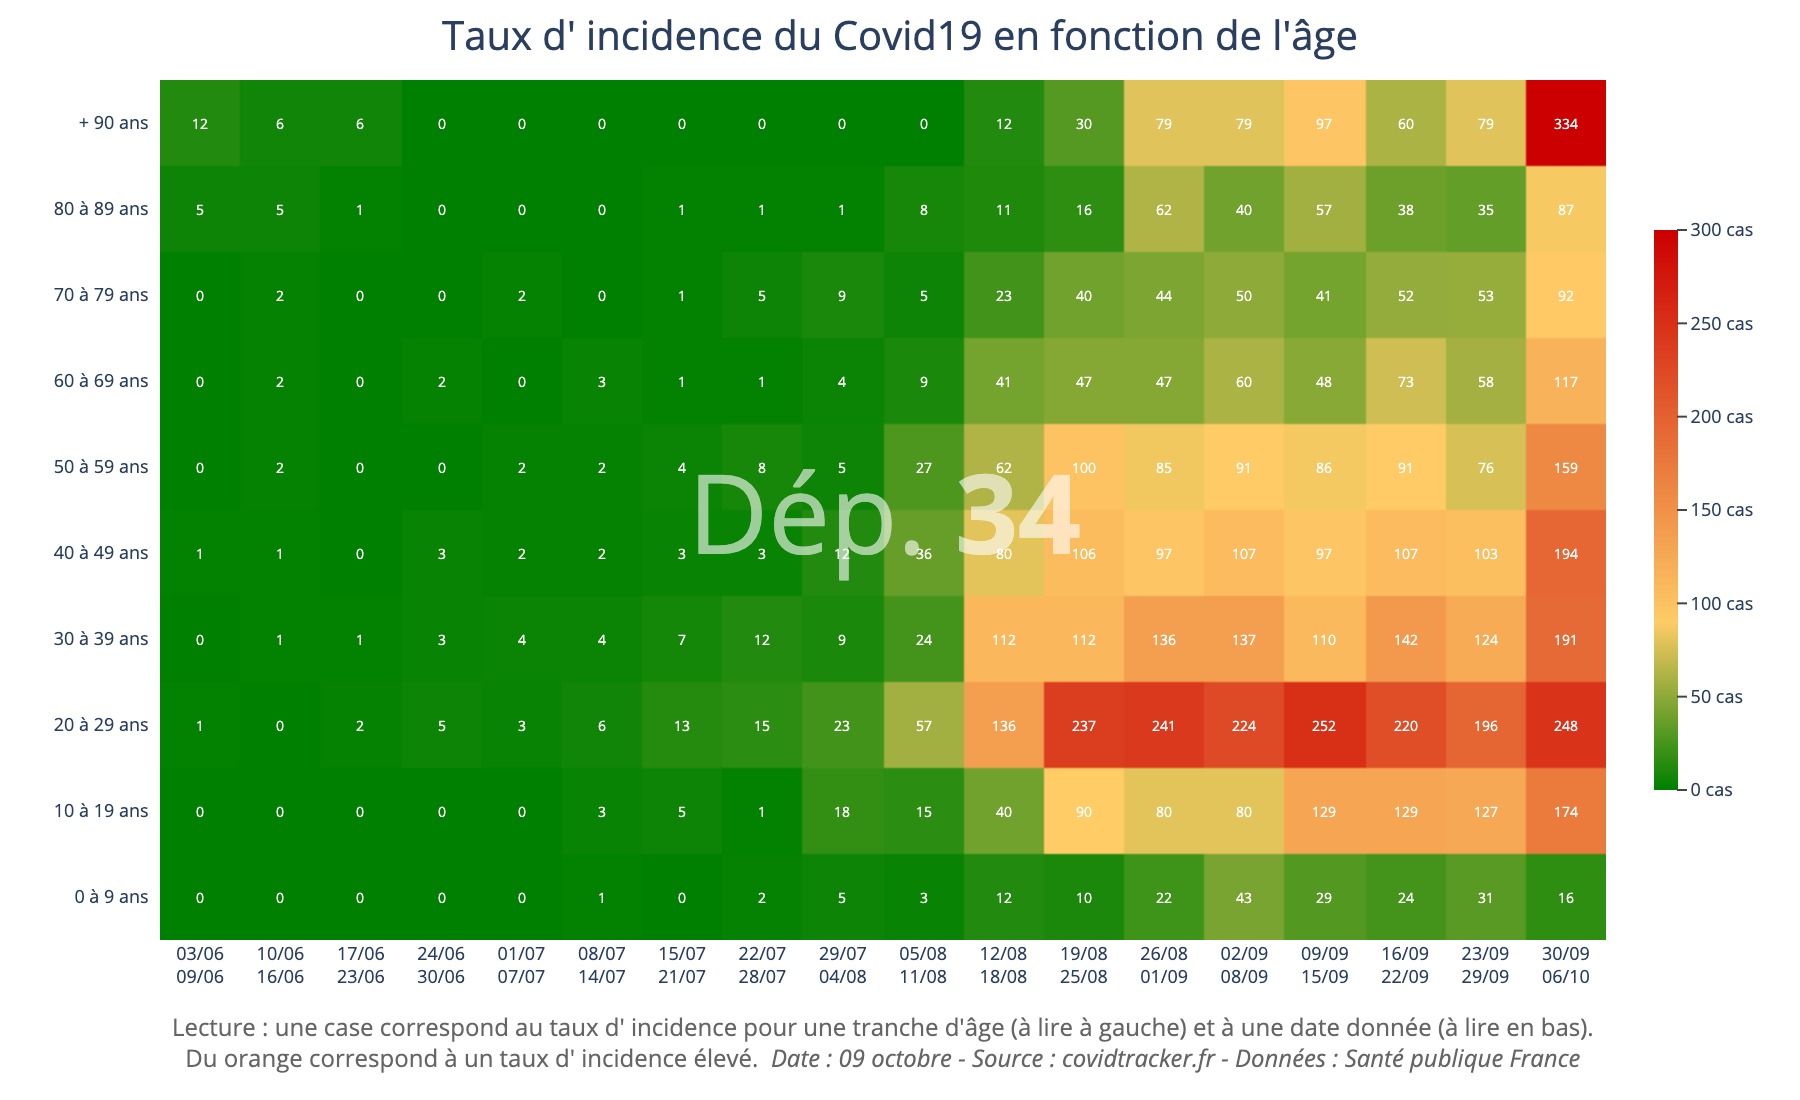 Taux d' incidence du Covid19 en fonction de l'âge
+ 90 ans 12 6 6 0 0 0 0 0 0 0 12 30 79 79 97 60 79 334
80 à 89 ans 5 5 1 0 0 0 1 1 1 8 11 16 62 40 57 38 35 87
300 cas
70 à 79 ans 0 2 0 0 2 0 1 5 9 5 23 40 44 50 41 52 53 92
250 cas
60 à 69 ans 0 2 0 2 0 3 1 1 4 9 41 47 47 60 48 73 58 117
200 cas
50 à 59 ans 0 2 0 0 2 2 4 8 5 27 62 100 85 91 86 91 76 159
150 cas
Dép. 34
40 à 49 ans 1 1 0 3 2 2 3 3 12 36 80 106 97 107 97 107 103 194
100 cas
30 à 39 ans 0 1 1 3 4 4 7 12 9 24 112 112 136 137 110 142 124 191
50 cas
20 à 29 ans 1 0 2 5 3 6 13 15 23 57 136 237 241 224 252 220 196 248
0 cas
10 à 19 ans 0 0 0 0 0 3 5 1 18 15 40 90 80 80 129 129 127 174
0 à 9 ans 0 0 0 0 0 1 0 2 5 3 12 10 22 43 29 24 31 16
03/06 10/06 17/06 24/06 01/07 08/07 15/07 22/07 29/07 05/08 12/08 19/08 26/08 02/09 09/09 16/09 23/09 30/09
09/06 16/06 23/06 30/06 07/07 14/07 21/07 28/07 04/08 11/08 18/08 25/08 01/09 08/09 15/09 22/09 29/09 06/10
Lecture : une case correspond au taux d' incidence pour une tranche d'âge (à lire à gauche) et à une date donnée (à lire en bas).
Du orange correspond à un taux d' incidence élevé. Date : 09 octobre - Source : covidtracker.fr - Données : Santé publique France